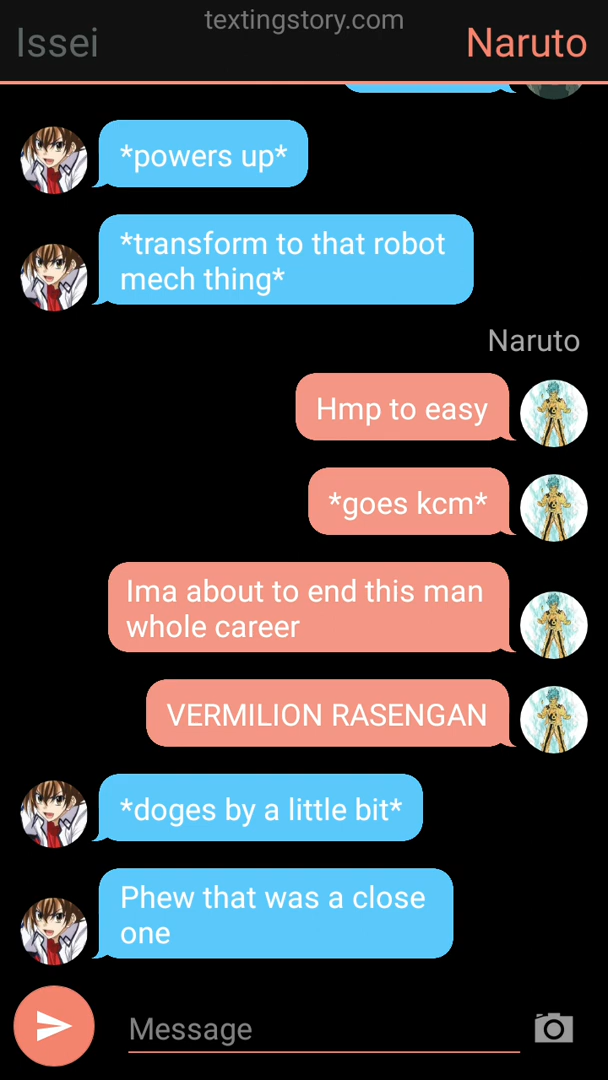 textingstory.com
Issei
Naruto
*powers up*
*transform to that robot
mech thing*
Naruto
Hmp to easy
*goes kcm*
Ima about to end this man
whole career
VERMILION RASENGAN
*doges by a little bit*
Phew that was a close
one
Message